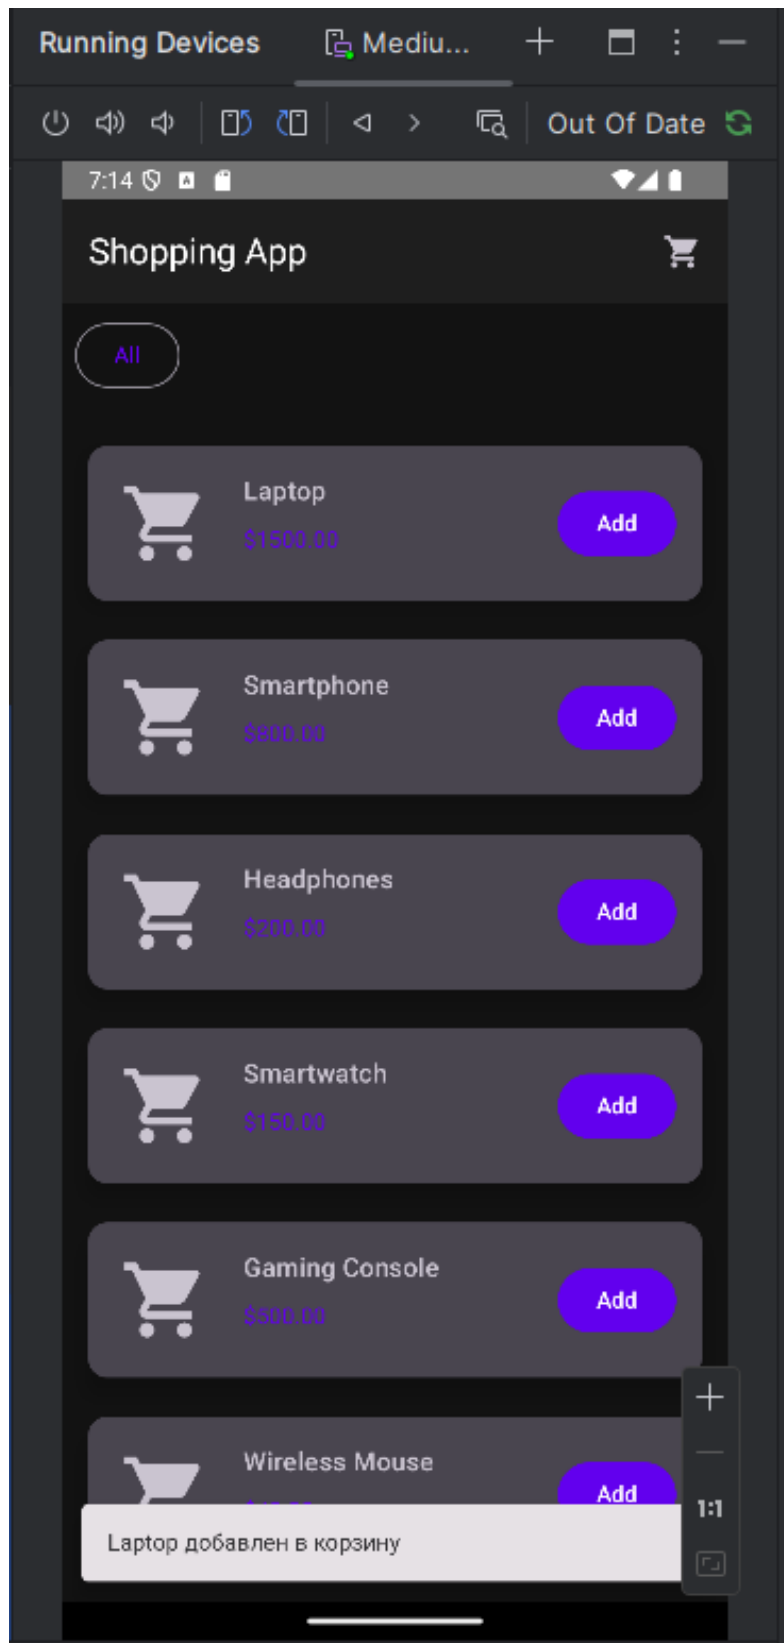 Running Devices Mediu...
Out Of Date
7:14 A
Shopping App
All
Laptop
$1500.00
Add
Smartphone
$800.00
Add
Headphones
$200.00
Add
Smartwatch
$150.00
Add
Gaming Console
$500.00
Add
Wireless Mouse
Add
1:1
Laptop добавлен в корзину